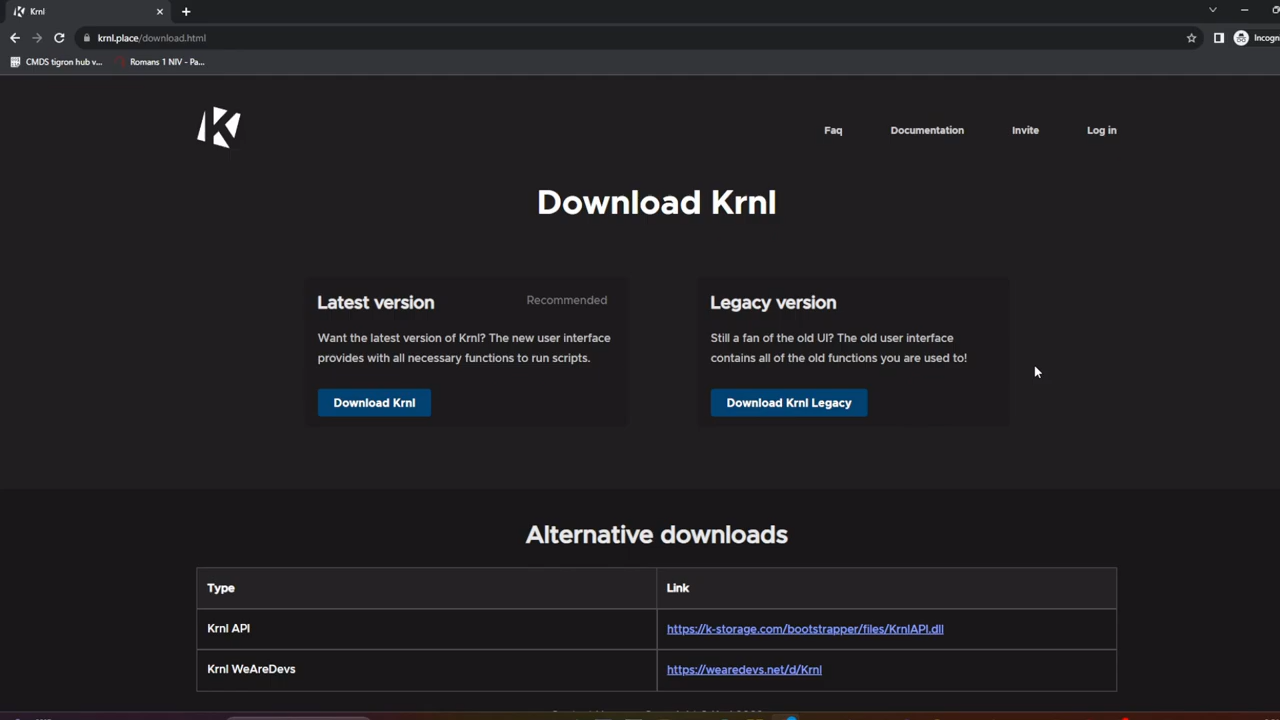 Krnl
krnl.place/download.html
Incogn
CMDS tigron hub v...
Romans 1 NIV - Pa...
Faq
Documentation
Invite
Log in
Download Krnl
Latest version
Recommended
Want the latest version of Krnl? The new user interface
provides with all necessary functions to run scripts.
Download Krnl
Legacy version
Still a fan of the old UI? The old user interface
contains all of the old functions you are used to!
Download Krnl Legacy
Alternative downloads
Type
Link
Krnl API
https://k-storage.com/bootstrapper/files/KrnlAPI.dll
Krnl WeAreDevs
https://wearedevs.net/d/Krnl